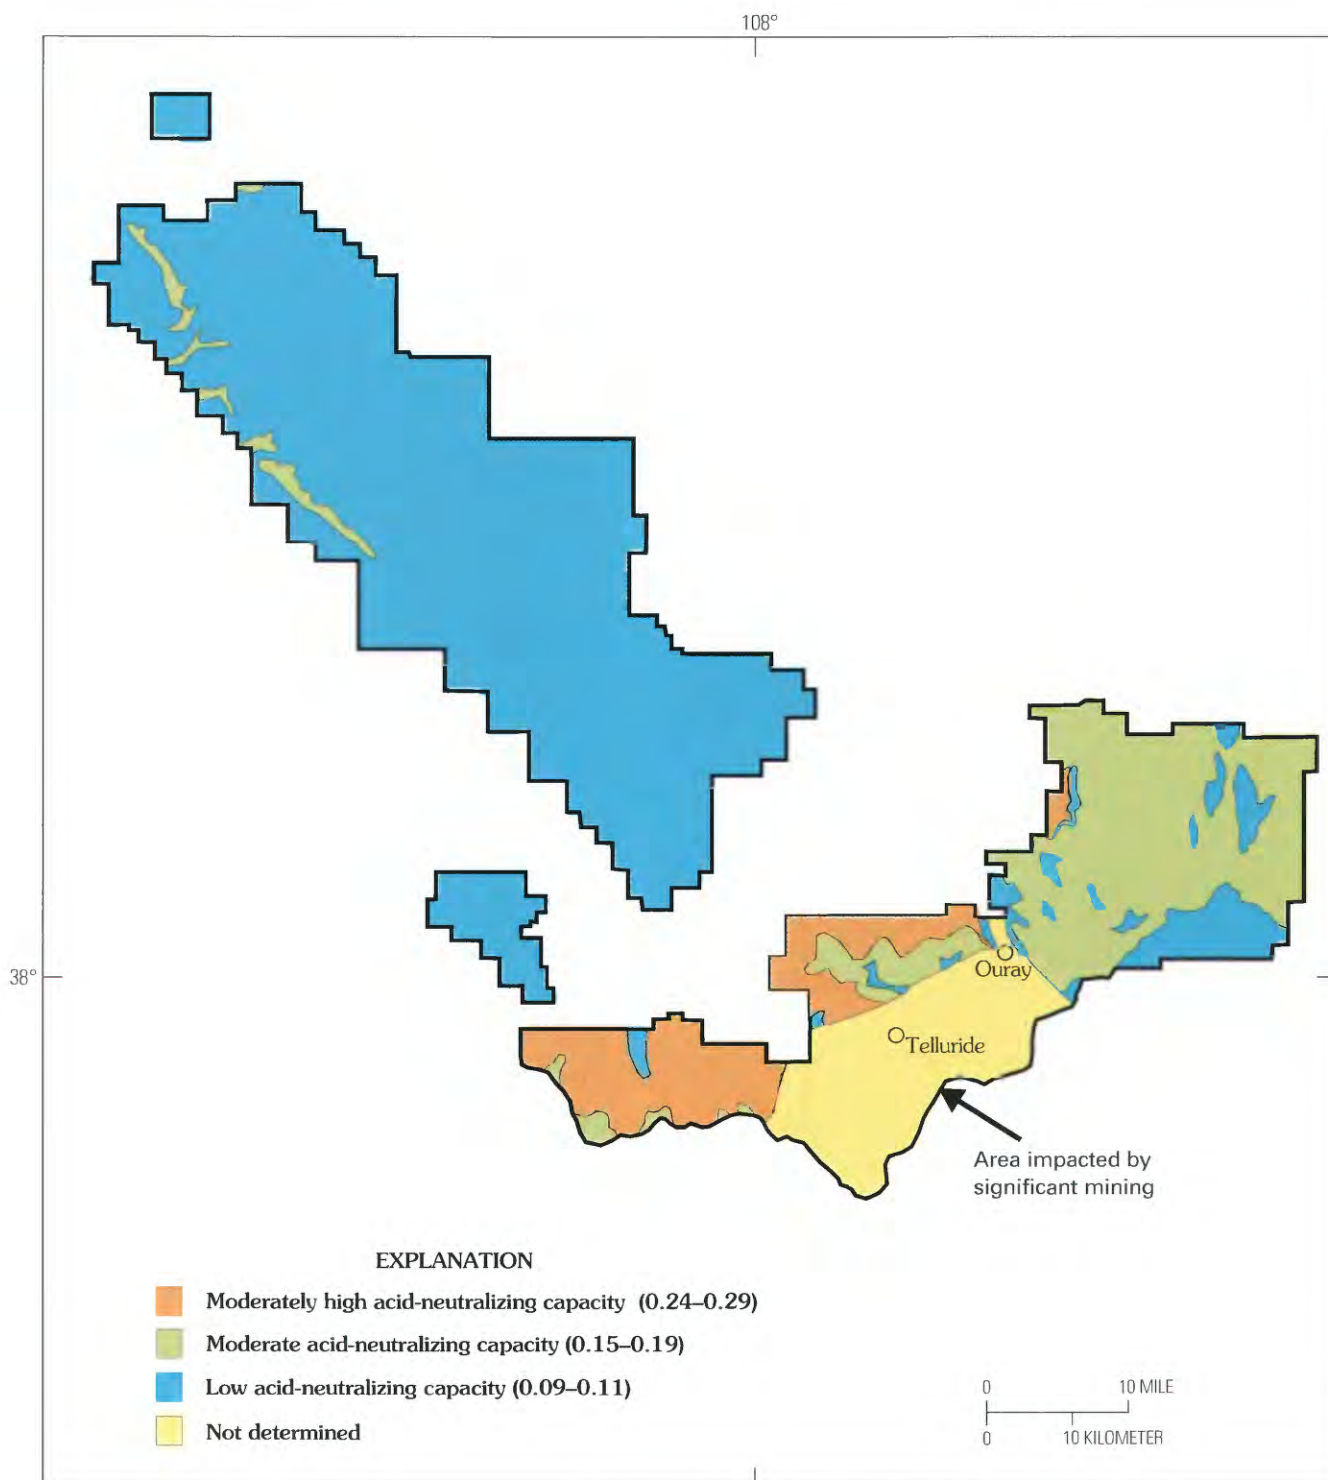 108°
38°
Ouray
Telluride
Area impacted by
significant mining
EXPLANATION
Moderately high acid-neutralizing capacity (0.24–0.29)
Moderate acid-neutralizing capacity (0.15–0.19)
Low acid-neutralizing capacity (0.09–0.11)
Not determined
0 10 MILE
0 10 KILOMETER